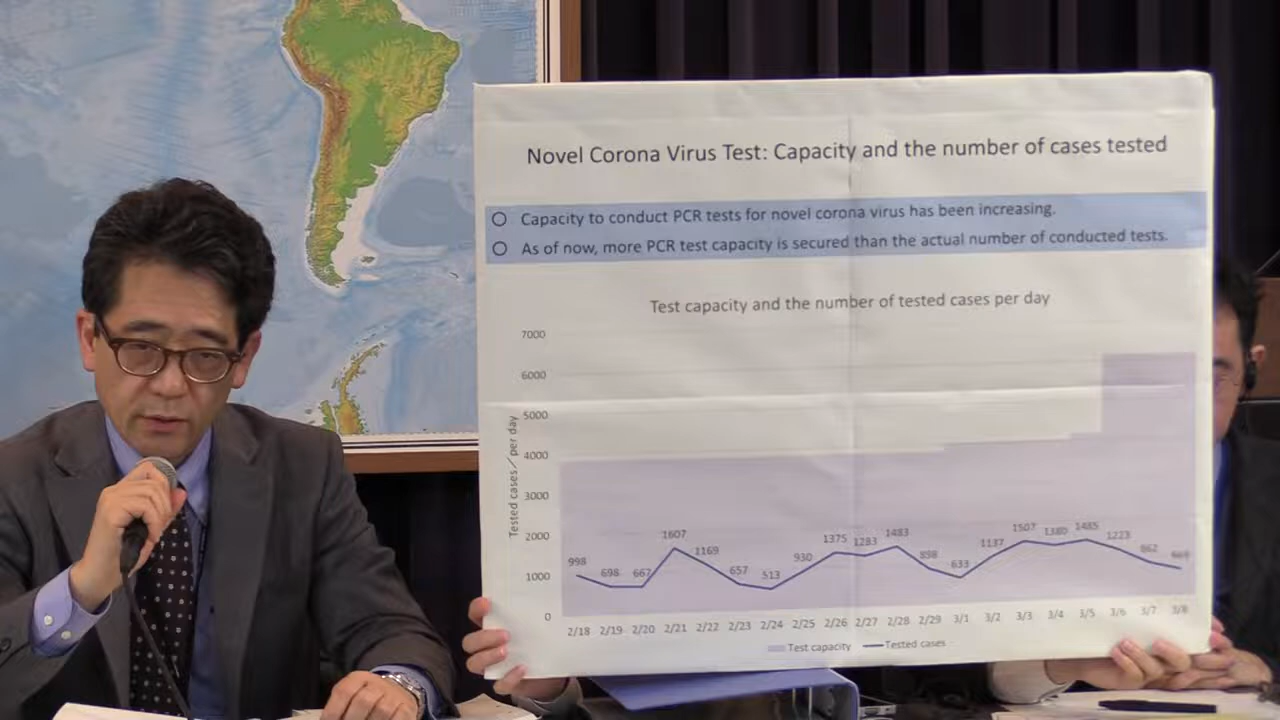 Novel Corona Virus Test: Capacity and the number of cases tested
Capacity to conduct PCR tests for novel corona virus has been increasing.
As of now, more PCR test capacity is secured than the actual number of conducted tests.
Test capacity and the number of tested cases per day
Tested cases／per day
7000
6000
5000
4000
3000
2000
1000
0
998 698 667 1607 1169 657 513 930 1375 1283 1483 898 633 1137 1507 1380 1485 1223 862
2/18 2/19 2/20 2/21 2/22 2/23 2/24 2/25 2/26 2/27 2/28 2/29 3/1 3/2 3/3 3/4 3/5 3/6 3/7 3/8
Test capacity Tested cases